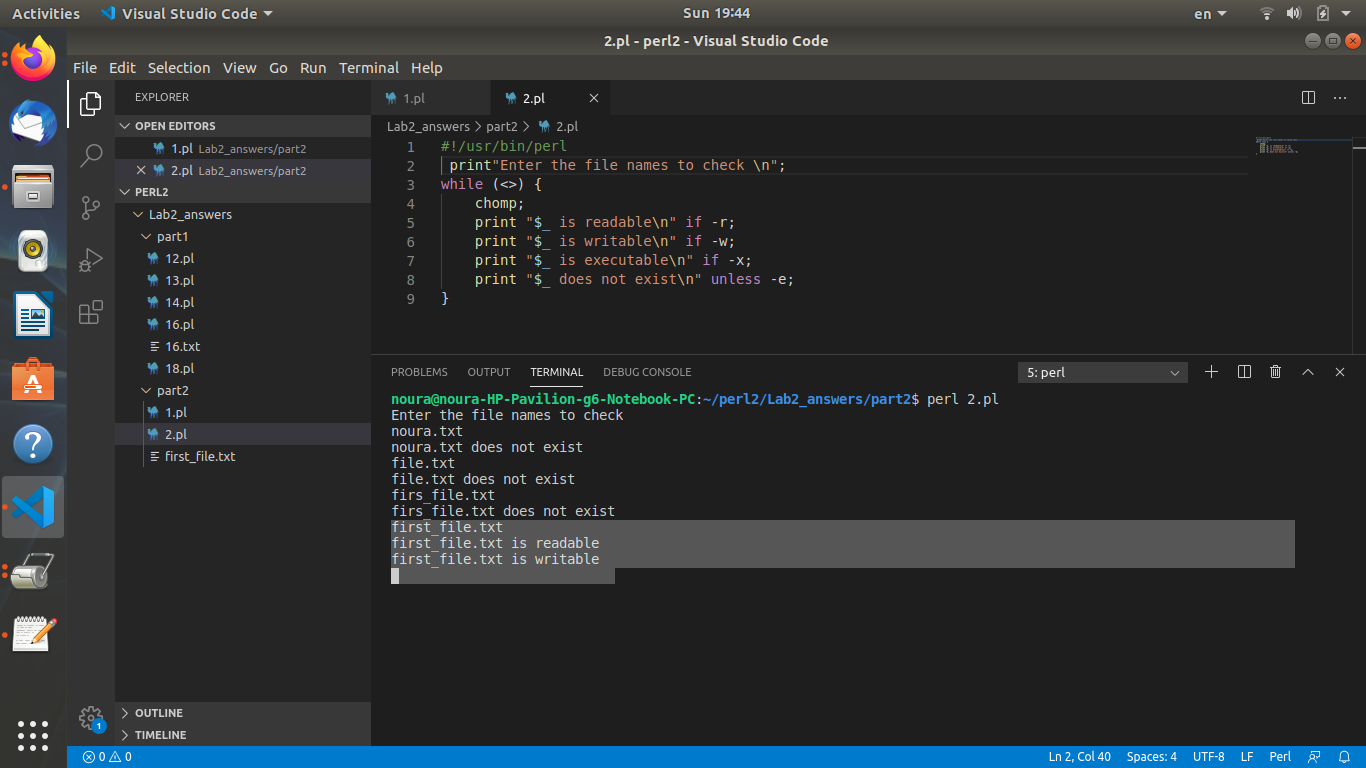 Activities
Visual Studio Code
Sun 19:44
en
2.pl - perl2 - Visual Studio Code
File Edit Selection View Go Run Terminal Help
EXPLORER
OPEN EDITORS
1.pl Lab2_answers/part2
2.pl Lab2_answers/part2
PERL2
Lab2_answers
part1
12.pl
13.pl
14.pl
16.pl
16.txt
18.pl
part2
1.pl
2.pl
first_file.txt
OUTLINE
TIMELINE
1
1.pl
2.pl
Lab2_answers > part2 > 2.pl
1 #!/usr/bin/perl
2  print"Enter the file names to check \n";
3 while (<>) {
4     chomp;
5     print "$_ is readable\n" if -r;
6     print "$_ is writable\n" if -w;
7     print "$_ is executable\n" if -x;
8     print "$_ does not exist\n" unless -e;
9 }
PROBLEMS OUTPUT TERMINAL DEBUG CONSOLE
5: perl
noura@noura-HP-Pavilion-g6-Notebook-PC:~/perl2/Lab2_answers/part2$ perl 2.pl
Enter the file names to check
noura.txt
noura.txt does not exist
file.txt
file.txt does not exist
firs_file.txt
firs_file.txt does not exist
first_file.txt
first_file.txt is readable
first_file.txt is writable
0 0
Ln 2, Col 40 Spaces: 4 UTF-8 LF Perl